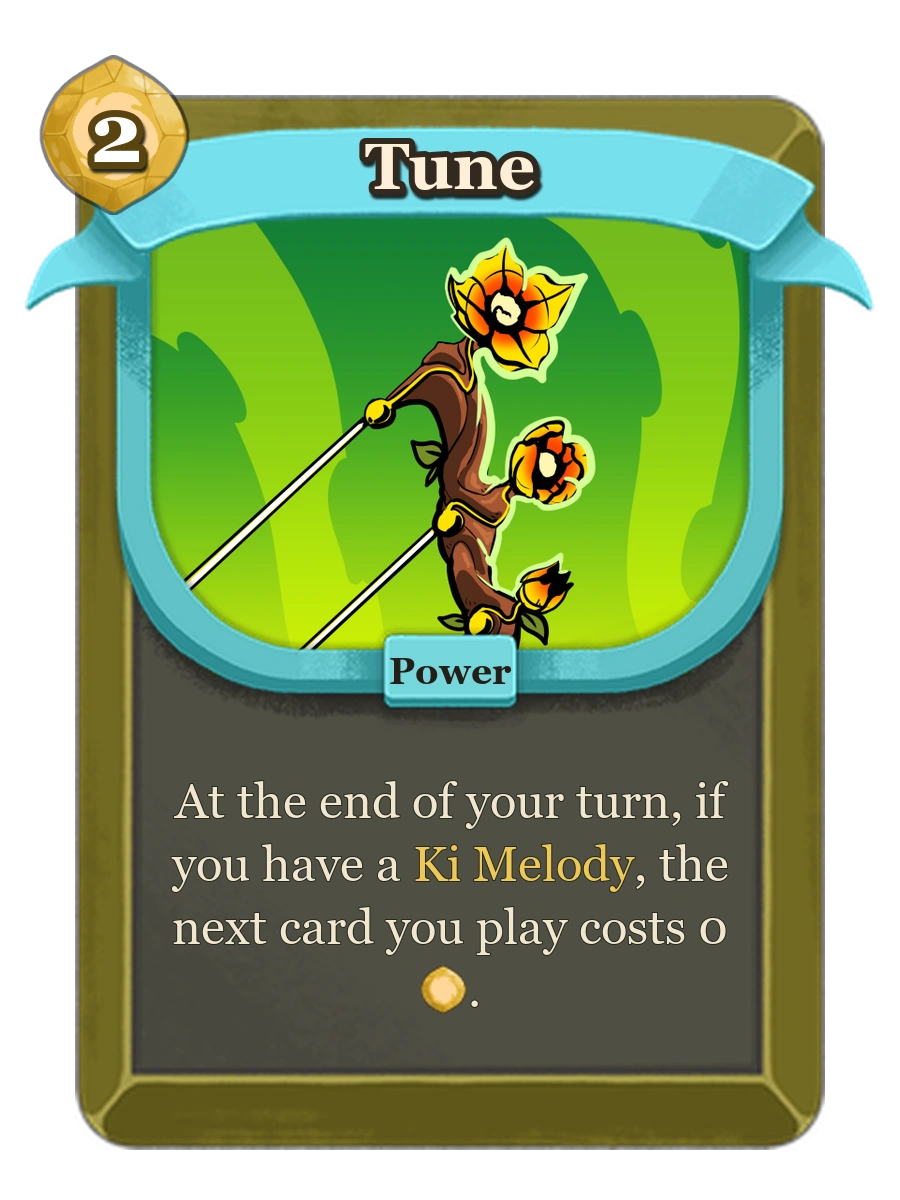 2
Tune
Power
At the end of your turn, if
you have a Ki Melody, the
next card you play costs 0
.